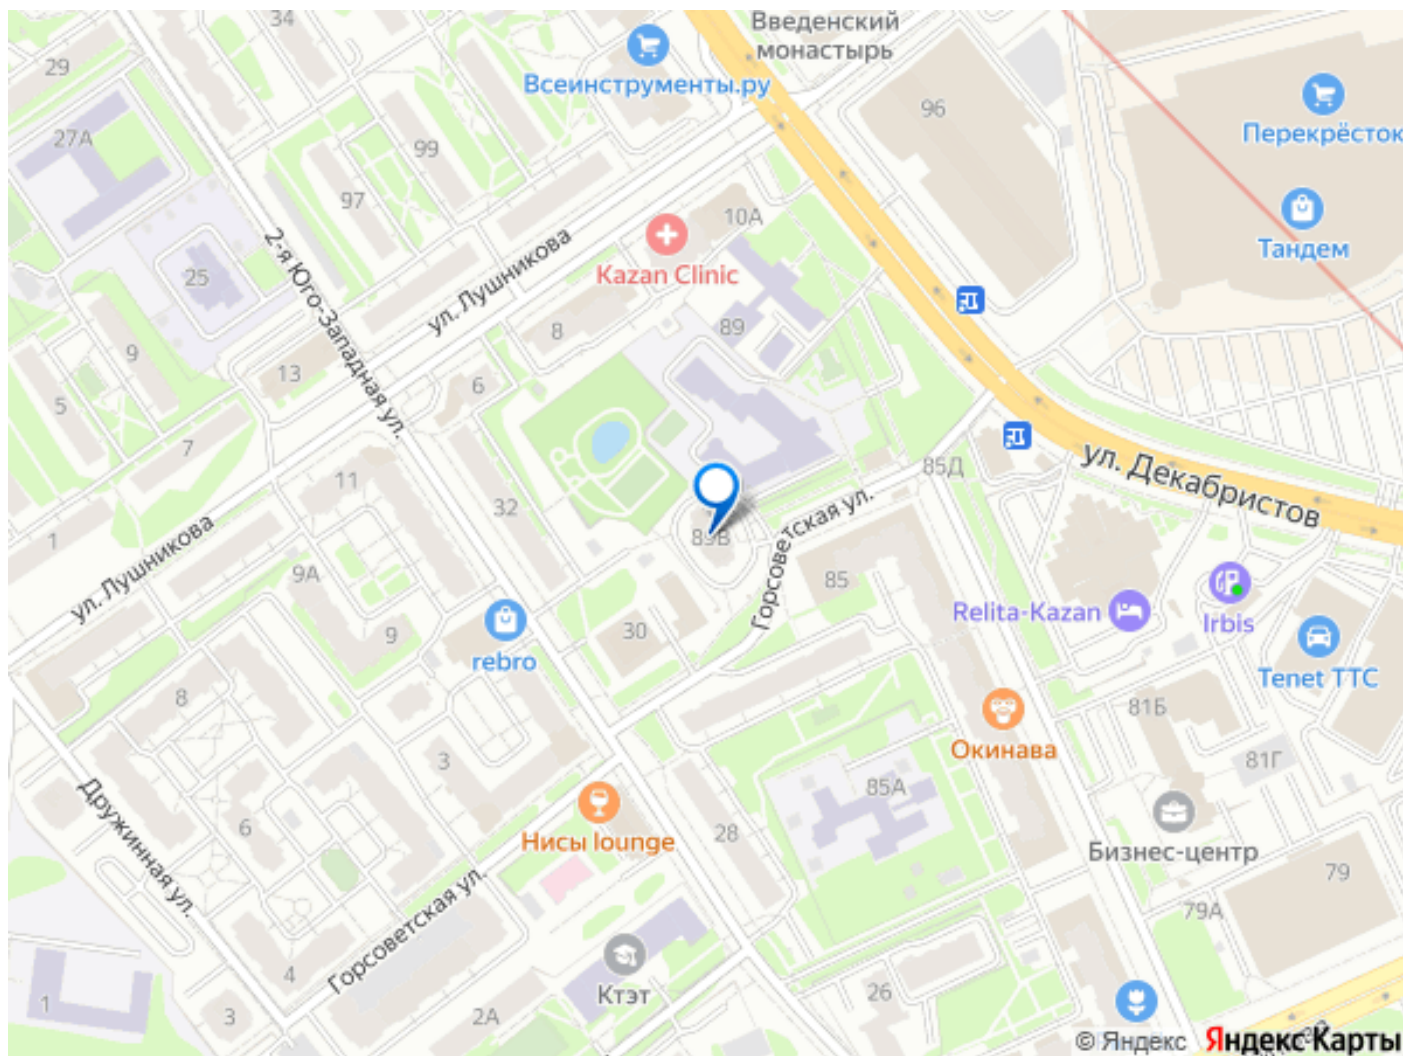 34
Введенский
монастырь
29
Всеинструменты.ру
96
Перекрёсток
27А
99
97
10А
Тандем
2-я Юго-Западная ул.
ул. Лушникова
Kazan Clinic
25
89
8
9
13
6
5
7
11
32
85Д
ул. Декабристов
1
ул. Лушникова
Горсоветская ул.
9А
85
Relita-Kazan
Irbis
30
9
rebro
Tenet ТТС
8
81Б
Окинава
3
81Г
85А
Дружинная ул.
6
Нисы lounge
28
Бизнес-центр
79
Горсоветская ул.
79А
4
Ктэт
26
1
3
2А
© Яндекс
Яндекс Карты